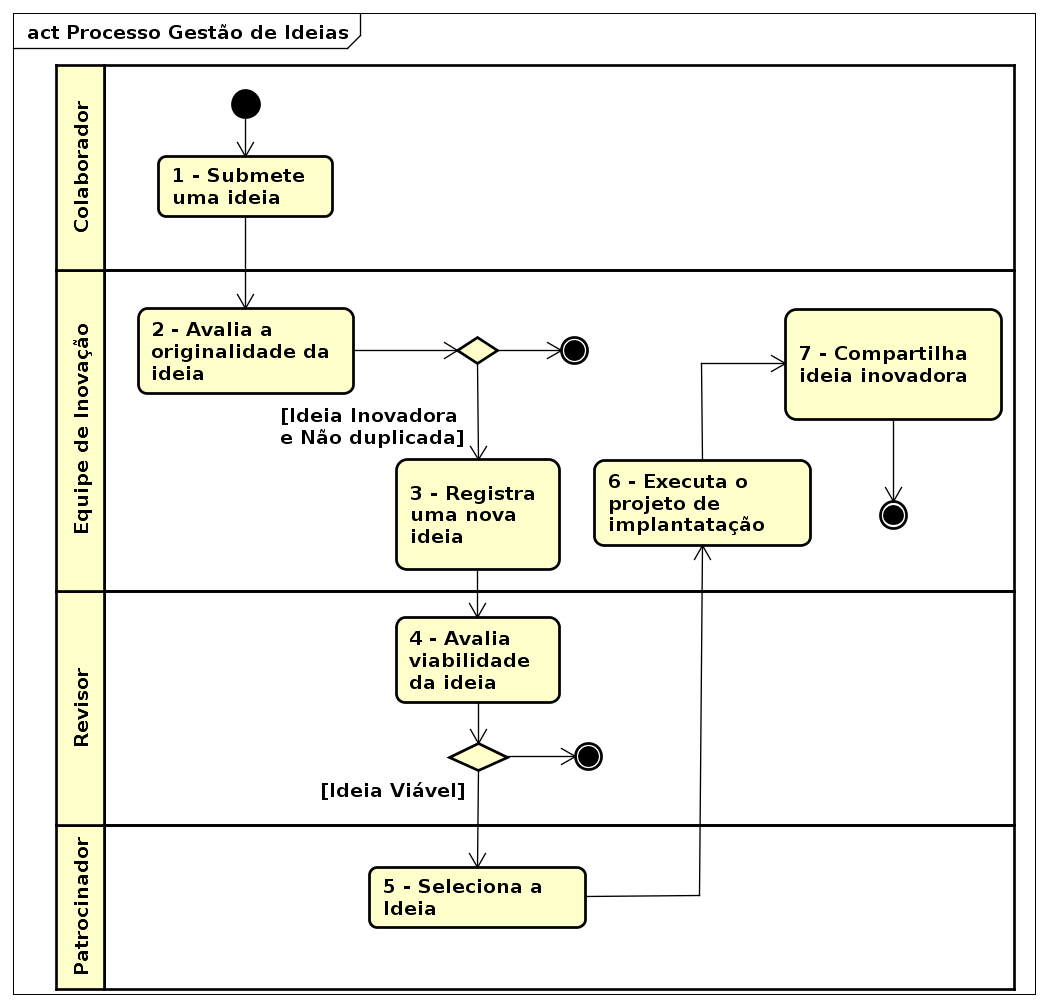 act Processo Gestão de Ideias
Colaborador
1 - Submete
uma ideia
Equipe de Inovação
2 - Avalia a
originalidade da
ideia
[Ideia Inovadora
e Não duplicada]
3 - Registra
uma nova
ideia
6 - Executa o
projeto de
implantatação
7 - Compartilha
ideia inovadora
Revisor
4 - Avalia
viabilidade
da ideia
[Ideia Viável]
Patrocinador
5 - Seleciona a
Ideia